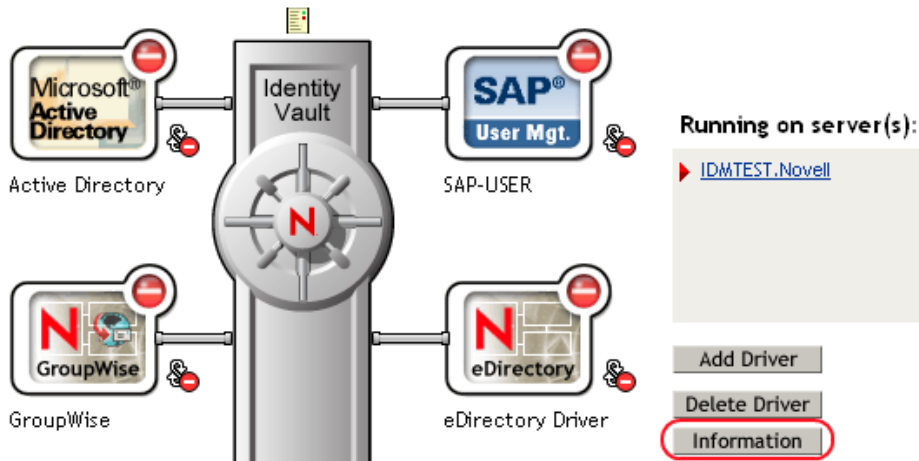 Microsoft®
Active
Directory
Active Directory
Identity
Vault
N
SAP®
User Mgt.
SAP-USER
Running on server(s):
IDMTEST.Novell
N
GroupWise
GroupWise
N
eDirectory
eDirectory Driver
Add Driver
Delete Driver
Information